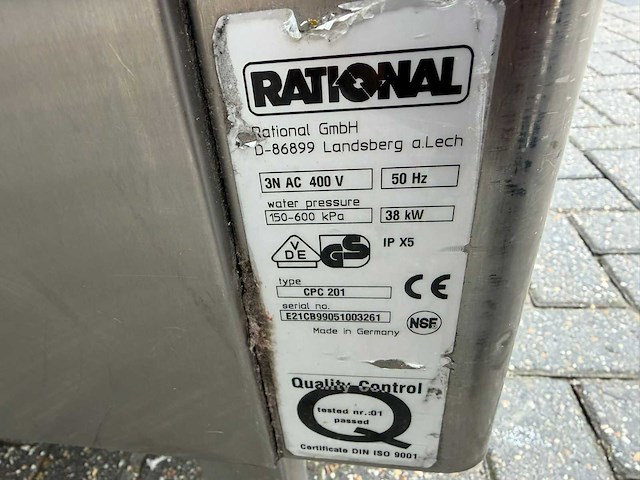 RATIONAL
Rational GmbH
D-86899 Landsberg a.Lech
3N AC 400 V 50 Hz
water pressure
150-600 kPa 38 kW
VDE GS IP X5
type
CPC 201 CE
serial no.
E21CB99051003261
Made in Germany NSF
Quality Control
tested nr.:01
passed
Certificate DIN ISO 9001